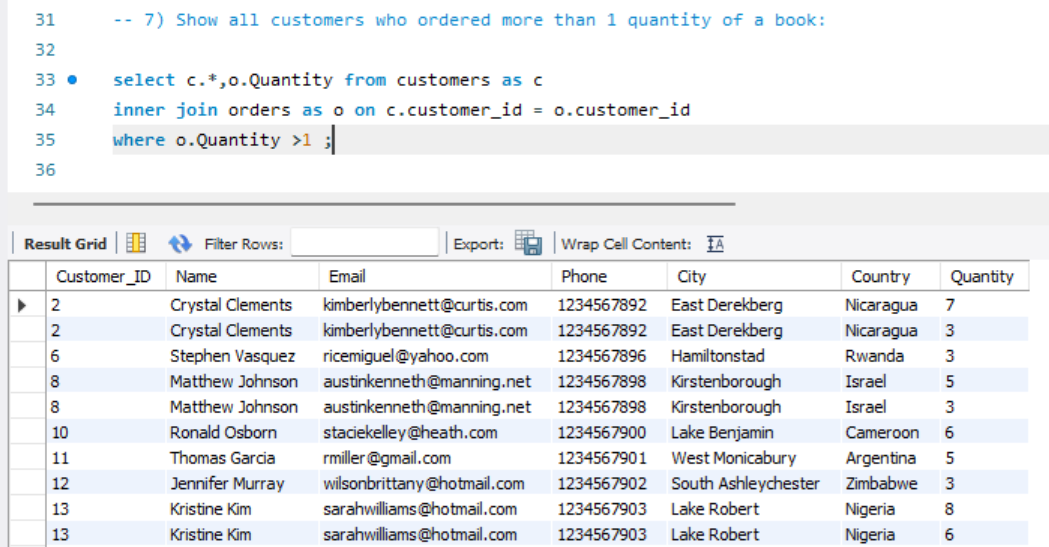 31 -- 7) Show all customers who ordered more than 1 quantity of a book:
32
33 select c.*,o.Quantity from customers as c
34 inner join orders as o on c.customer_id = o.customer_id
35 where o.Quantity >1 ;
36
Result Grid Filter Rows: Export: Wrap Cell Content: IA
Customer_ID Name Email Phone City Country Quantity
2 Crystal Clements kimberlybennett@curtis.com 1234567892 East Derekberg Nicaragua 7
2 Crystal Clements kimberlybennett@curtis.com 1234567892 East Derekberg Nicaragua 3
6 Stephen Vasquez ricemiguel@yahoo.com 1234567896 Hamiltonstad Rwanda 3
8 Matthew Johnson austinkenneth@manning.net 1234567898 Kirstenborough Israel 5
8 Matthew Johnson austinkenneth@manning.net 1234567898 Kirstenborough Israel 3
10 Ronald Osborn staciekelley@heath.com 1234567900 Lake Benjamin Cameroon 6
11 Thomas Garcia rmiller@gmail.com 1234567901 West Monicabury Argentina 5
12 Jennifer Murray wilsonbrittany@hotmail.com 1234567902 South Ashleychester Zimbabwe 3
13 Kristine Kim sarahwilliams@hotmail.com 1234567903 Lake Robert Nigeria 8
13 Kristine Kim sarahwilliams@hotmail.com 1234567903 Lake Robert Nigeria 6